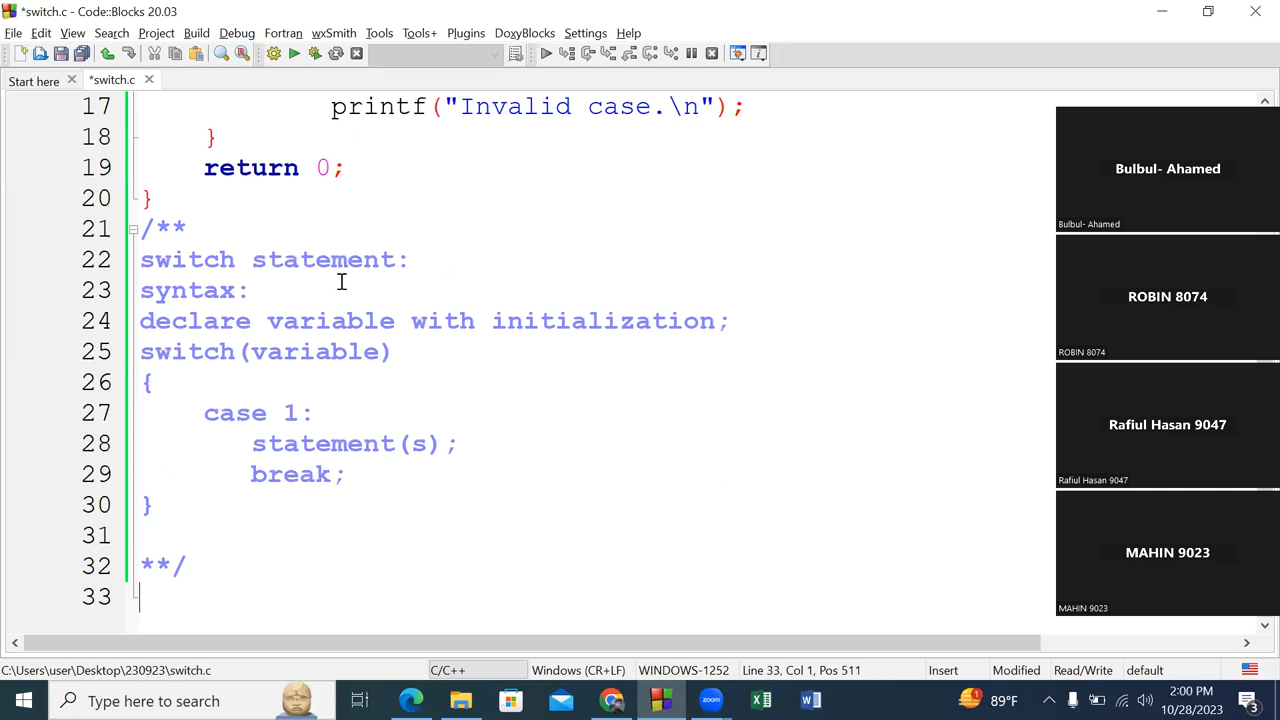 *switch.c - Code::Blocks 20.03
File Edit View Search Project Build Debug Fortran wxSmith Tools Tools+ Plugins DoxyBlocks Settings Help
Start here *switch.c
17 printf("Invalid case.\n");
18 }
19 return 0;
20 }
21 /**
22 switch statement:
23 syntax:
24 declare variable with initialization;
25 switch(variable)
26 {
27 case 1:
28 statement(s);
29 break;
30 }
31
32 **/
33
Bulbul- Ahamed
Bulbul- Ahamed
ROBIN 8074
ROBIN 8074
Rafiul Hasan 9047
Rafiul Hasan 9047
MAHIN 9023
MAHIN 9023
C:\Users\user\Desktop\230923\switch.c C/C++ Windows (CR+LF) WINDOWS-1252 Line 33, Col 1, Pos 511 Insert Modified Read/Write default
Type here to search
zoom
1
89°F
2:00 PM
10/28/2023
3